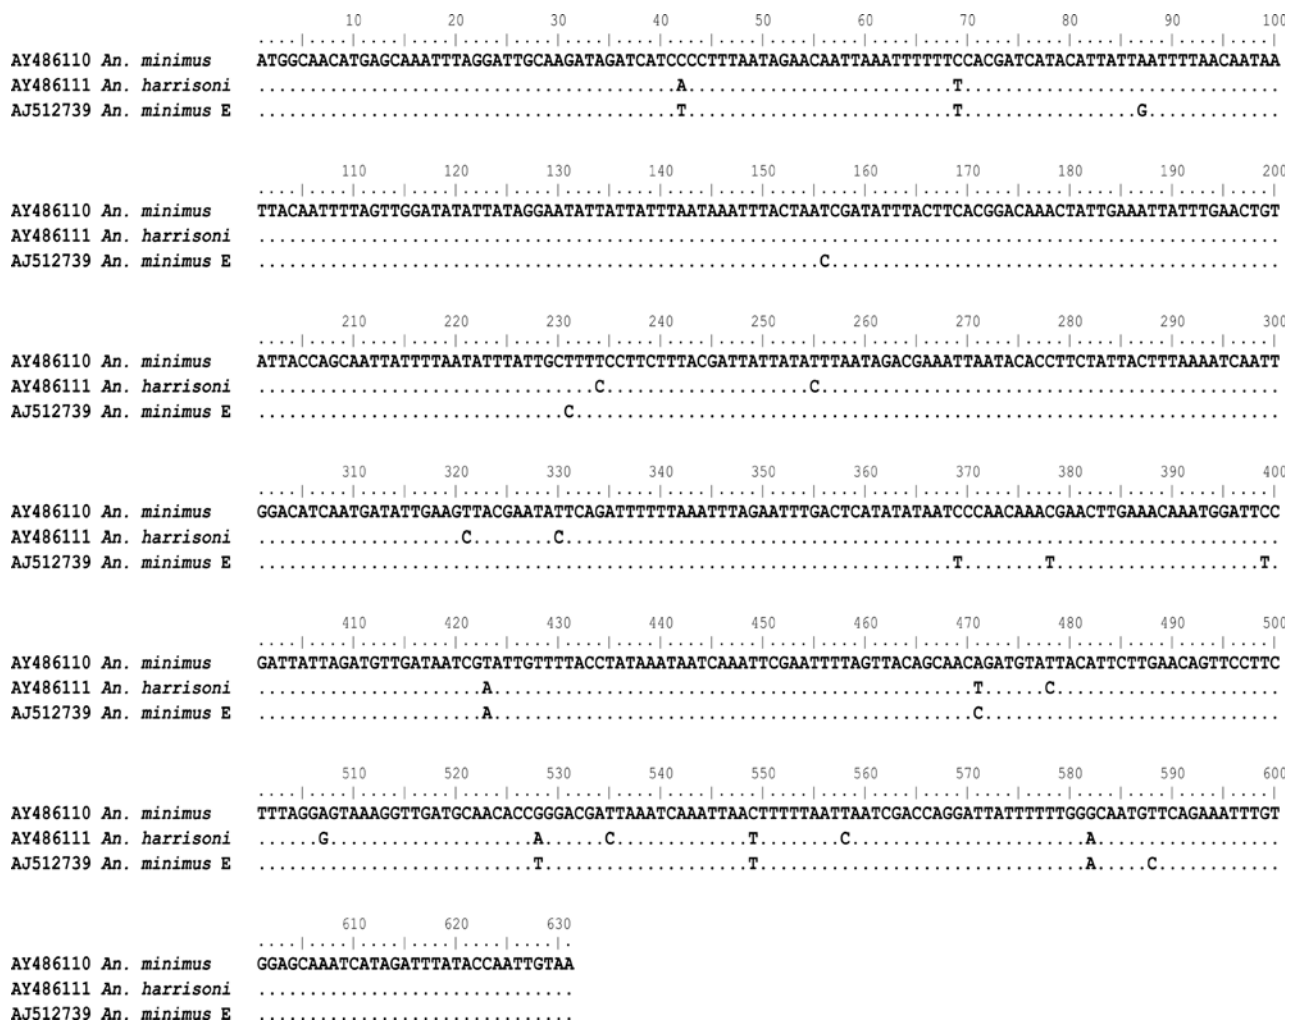 10 20 30 40 50 60 70 80 90 100
....|....|....|....|....|....|....|....|....|....|....|....|....|....|....|....|....|....|....|....|
AY486110 An. minimus ATGGCAACATGAGCAAATTTAGGATTGCAAGATAGATCATCCCCTTTAATAGAACAATTAAATTTTTTCCACGATCATACATTATTAATTTTAACAATAA
AY486111 An. harrisoni .........................................A..........................T...............................
AJ512739 An. minimus E .........................................T..........................T.................G.............
110 120 130 140 150 160 170 180 190 200
....|....|....|....|....|....|....|....|....|....|....|....|....|....|....|....|....|....|....|....|
AY486110 An. minimus TTACAATTTTAGTTGGATATATTATAGGAATATTATTATTTAATAAATTTACTAATCGATATTTACTTCACGGACAAACTATTGAAATTATTTGAACTGT
AY486111 An. harrisoni ....................................................................................................
AJ512739 An. minimus E .......................................................C............................................
210 220 230 240 250 260 270 280 290 300
....|....|....|....|....|....|....|....|....|....|....|....|....|....|....|....|....|....|....|....|
AY486110 An. minimus ATTACCAGCAATTATTTTAATATTTATTGCTTTTCCTTCTTTACGATTATTATATTTAATAGACGAAATTAATACACCTTCTATTACTTTAAAATCAATT
AY486111 An. harrisoni .................................C....................C.............................................
AJ512739 An. minimus E ..............................C.....................................................................
310 320 330 340 350 360 370 380 390 400
....|....|....|....|....|....|....|....|....|....|....|....|....|....|....|....|....|....|....|....|
AY486110 An. minimus GGACATCAATGATATTGAAGTTACGAATATTCAGATTTTTTAAATTTAGAATTTGACTCATATATAATCCCAACAAACGAACTTGAAACAAATGGATTCC
AY486111 An. harrisoni ....................C........C......................................................................
AJ512739 An. minimus E ....................................................................T........T....................T.
410 420 430 440 450 460 470 480 490 500
....|....|....|....|....|....|....|....|....|....|....|....|....|....|....|....|....|....|....|....|
AY486110 An. minimus GATTATTAGATGTTGATAATCGTATTGTTTTACCTATAAATAATCAAATTCGAATTTTAGTTACAGCAACAGATGTATTACATTCTTGAACAGTTCCTTC
AY486111 An. harrisoni ......................A...............................................T......C......................
AJ512739 An. minimus E ......................A...............................................C.............................
510 520 530 540 550 560 570 580 590 600
....|....|....|....|....|....|....|....|....|....|....|....|....|....|....|....|....|....|....|....|
AY486110 An. minimus TTTAGGAGTAAAGGTTGATGCAACACCGGGACGATTAAATCAAATTAACTTTTTAATTAATCGACCAGGATTATTTTTTGGGCAATGTTCAGAAATTTGT
AY486111 An. harrisoni ......G....................A......C.............T........C.......................A..................
AJ512739 An. minimus E ...........................T....................T................................A.....C............
610 620 630
....|....|....|....|....|....|.
AY486110 An. minimus GGAGCAAATCATAGATTTATACCAATTGTAA
AY486111 An. harrisoni ...............................
AJ512739 An. minimus E ...............................